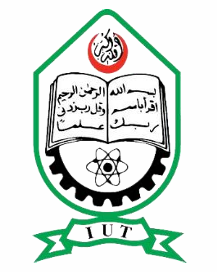 بسم الله الرحمن الرحيم
اقرأ باسم وقل رب زدني
ربك علما
IUT